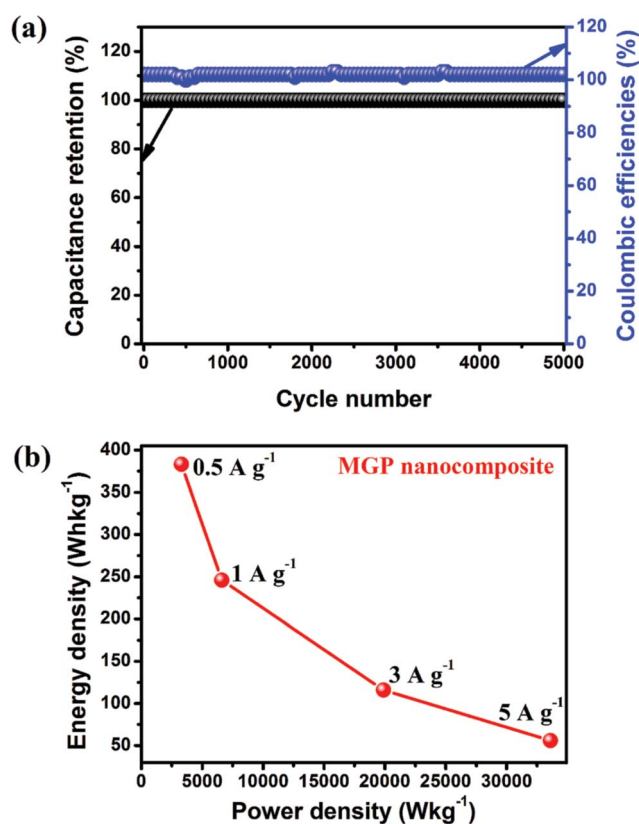 (a)
120
100
80
60
40
20
0
Capacitance retention (%)
120
100
80
60
40
20
0
Coulombic efficiencies (%)
0 1000 2000 3000 4000 5000
Cycle number
(b)
400
350
300
250
200
150
100
50
Energy density (Whkg⁻¹)
MGP nanocomposite
0.5 A g⁻¹
1 A g⁻¹
3 A g⁻¹
5 A g⁻¹
0 5000 10000 15000 20000 25000 30000
Power density (Wkg⁻¹)